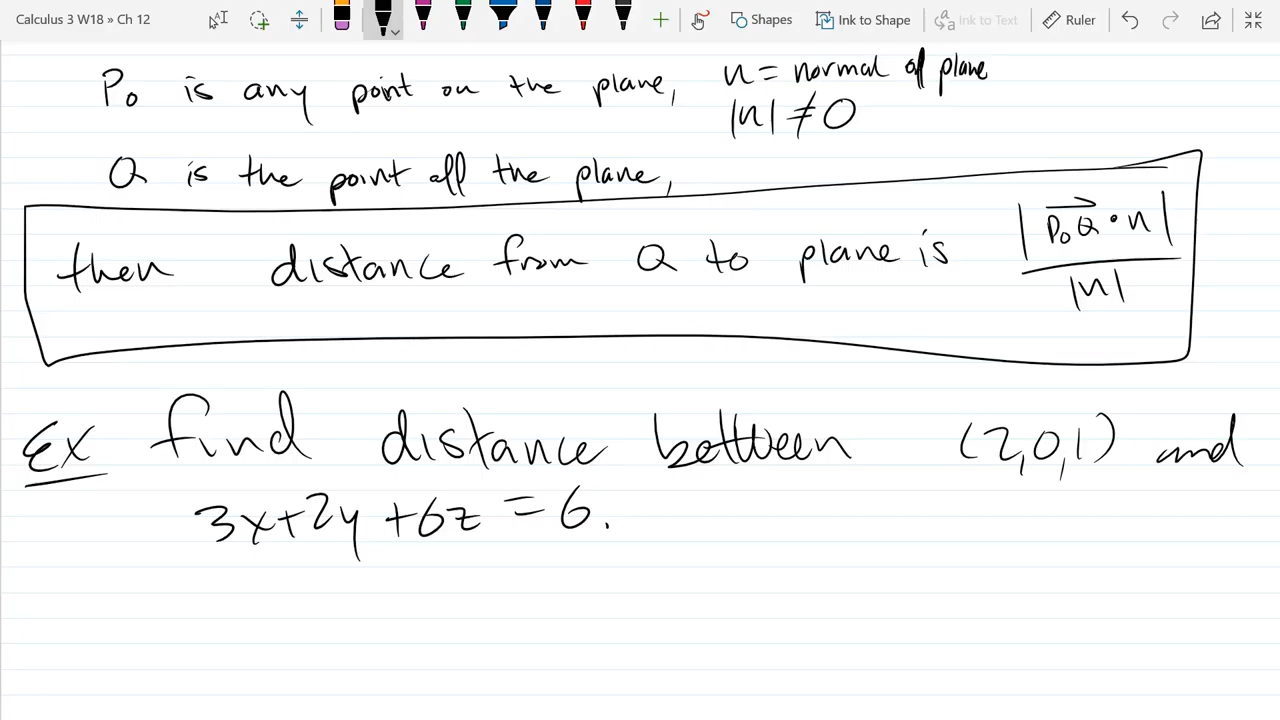 Calculus 3 W18 » Ch 12
Shapes
Ink to Shape
Ink to Text
Ruler
P₀ is any point on the plane, n = normal of plane
|n| ≠ 0
Q is the point off the plane,
then distance from Q to plane is |P₀Q⃗ • n| / |n|
Ex find distance between (2,0,1) and
3x+2y+6z = 6.